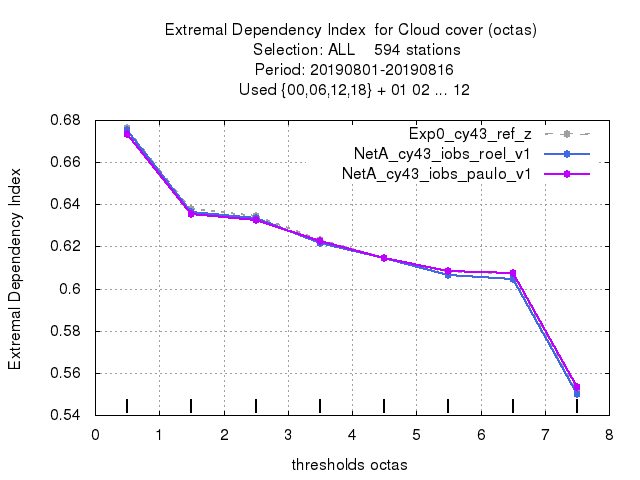 Extremal Dependency Index  for Cloud cover (octas)
Selection: ALL    594 stations
Period: 20190801-20190816
Used {00,06,12,18} + 01 02 ... 12
Exp0_cy43_ref_z
NetA_cy43_iobs_roel_v1
NetA_cy43_iobs_paulo_v1
Extremal Dependency Index
0.68
0.66
0.64
0.62
0.6
0.58
0.56
0.54
0 1 2 3 4 5 6 7 8
thresholds octas